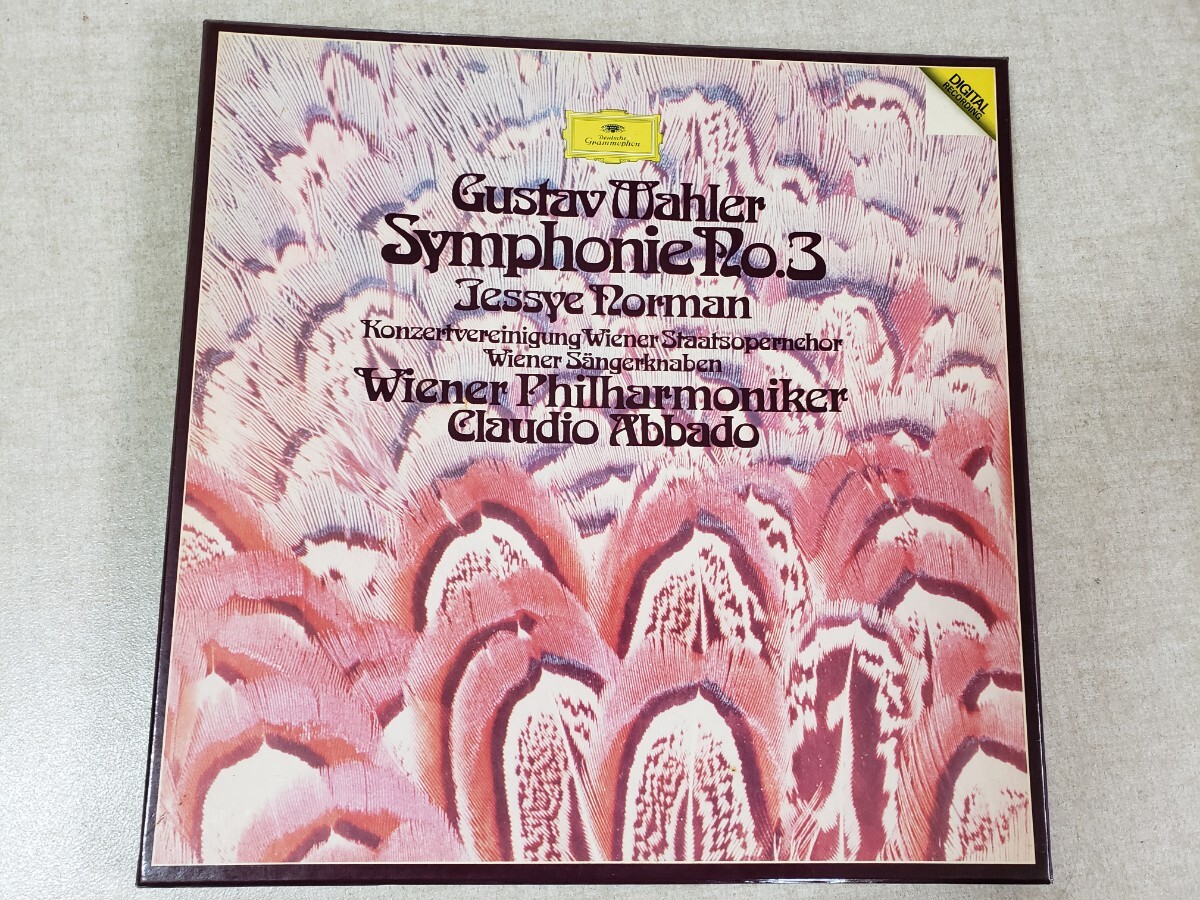 DIGITAL
RECORDING
Deutsche
Grammophon
Gustav Mahler
Symphonie No.3
Jessye Norman
Konzertvereinigung Wiener Staatsopernchor
Wiener Sängerknaben
Wiener Philharmoniker
Claudio Abbado